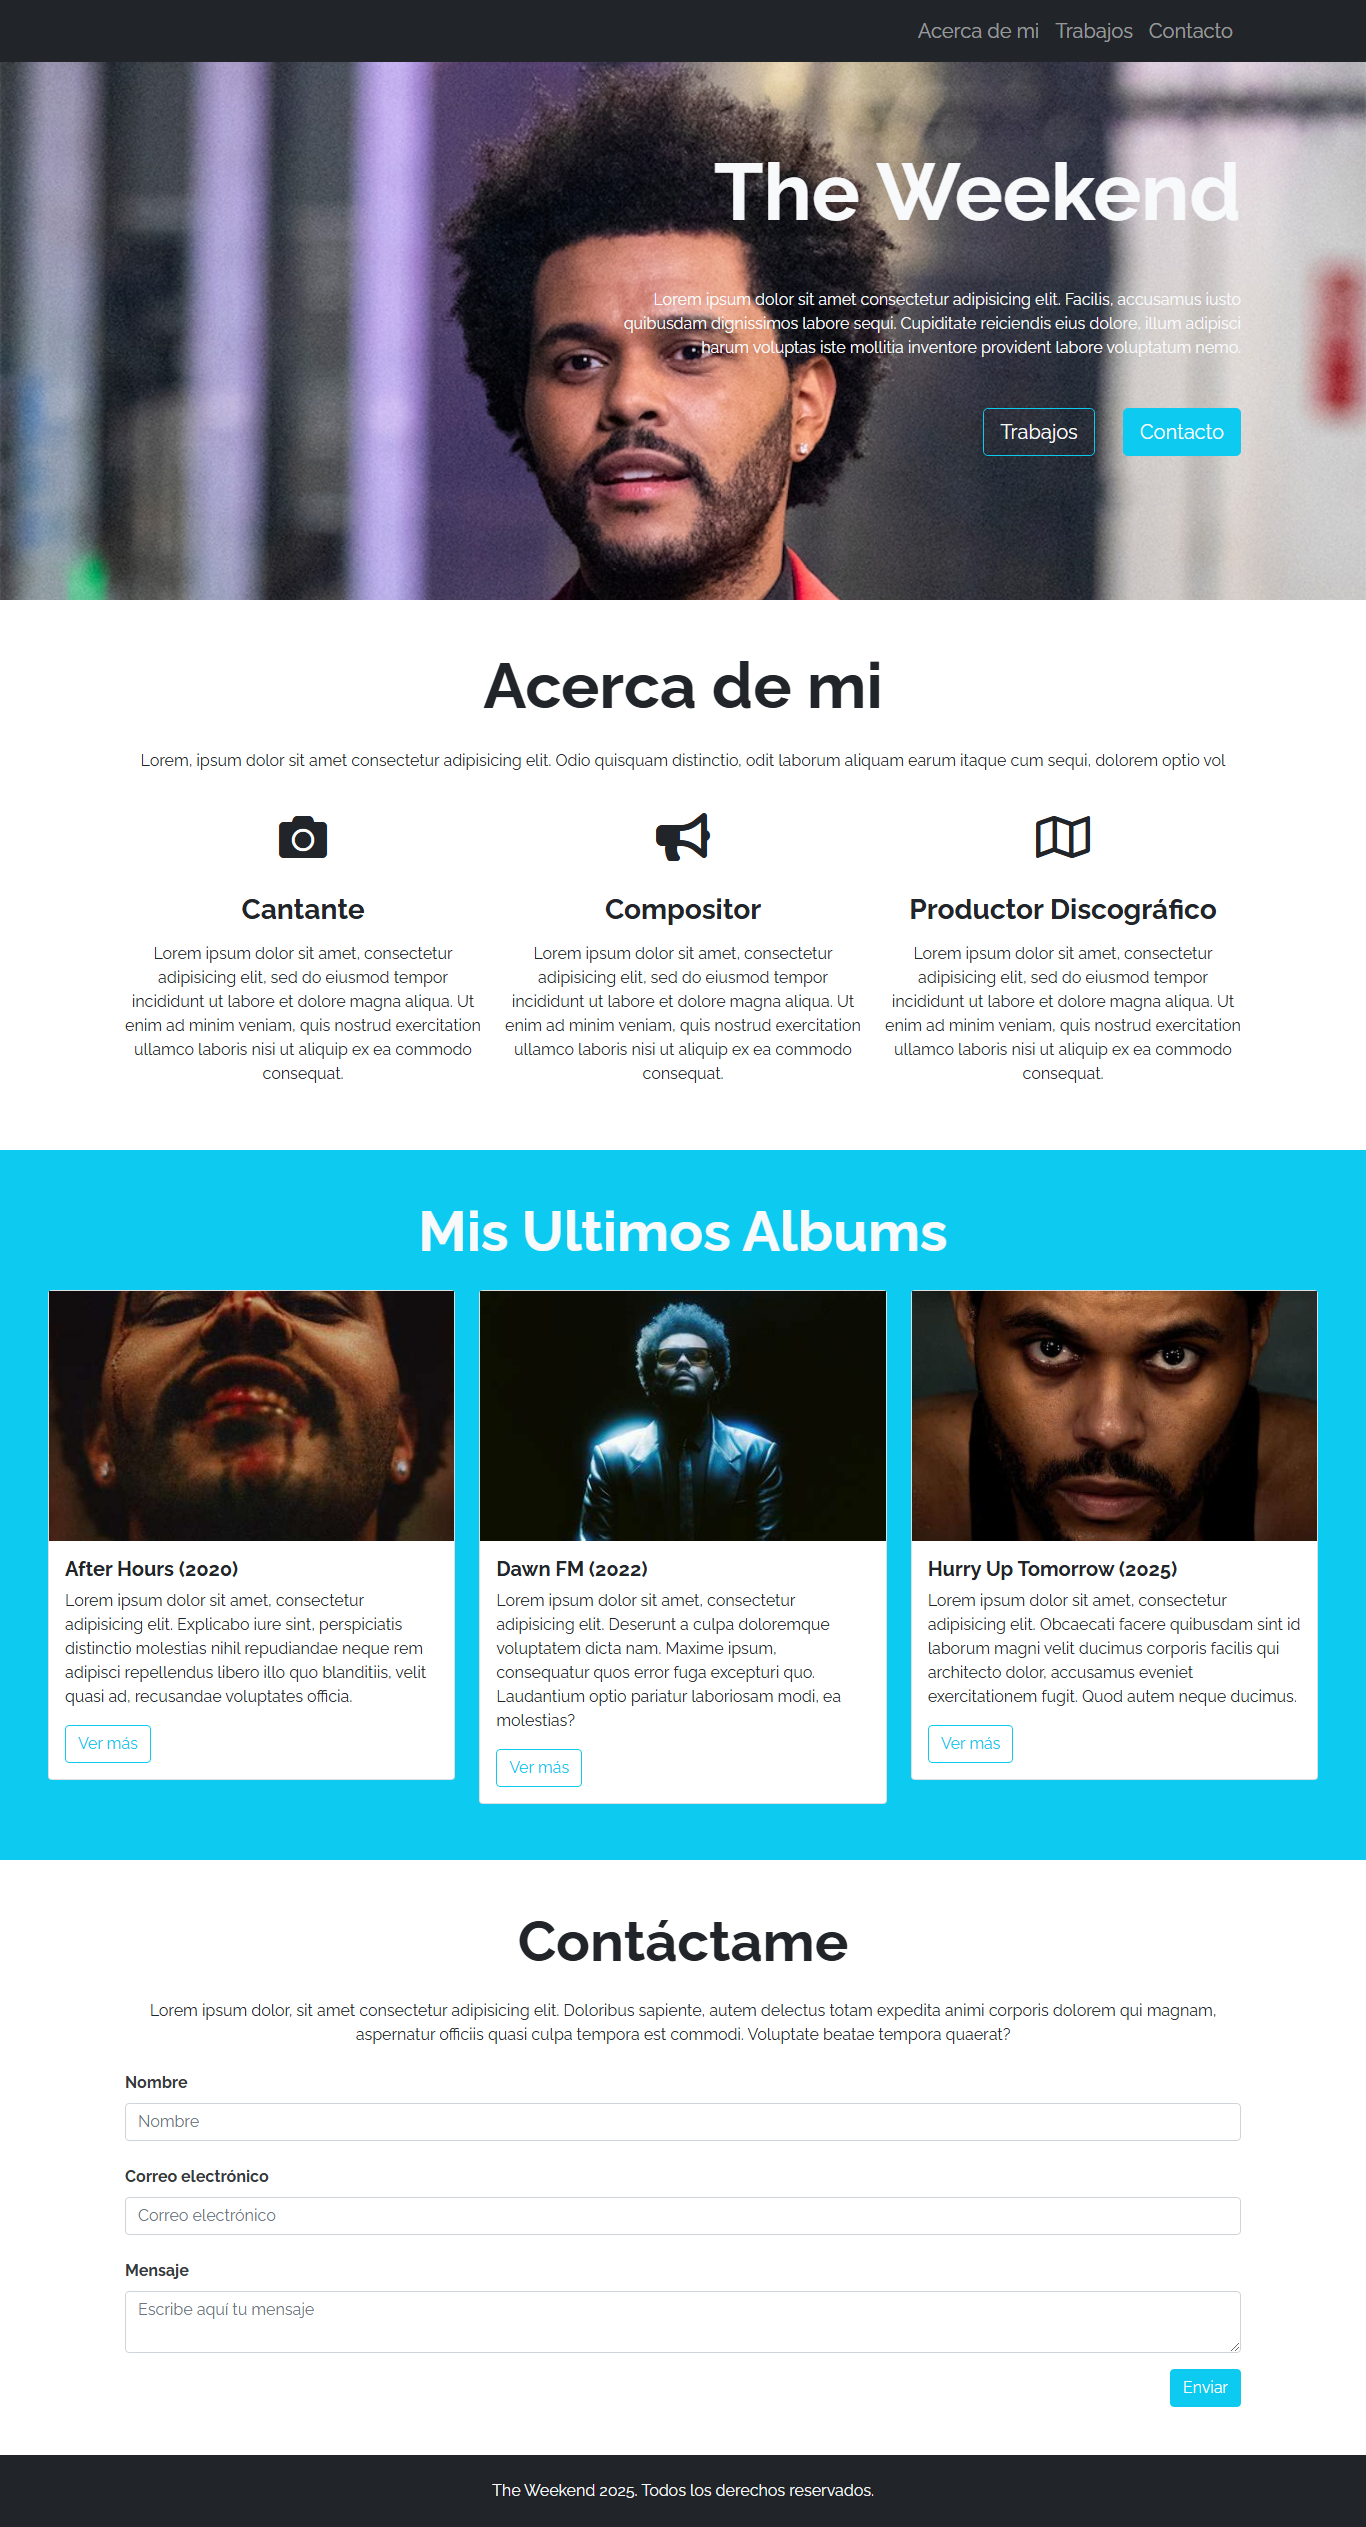 Acerca de mi Trabajos Contacto
The Weekend
Lorem ipsum dolor sit amet consectetur adipisicing elit. Facilis, accusamus iusto
quibusdam dignissimos labore sequi. Cupiditate reiciendis eius dolore, illum adipisci
harum voluptas iste mollitia inventore provident labore voluptatum nemo.
Trabajos Contacto
Acerca de mi
Lorem, ipsum dolor sit amet consectetur adipisicing elit. Odio quisquam distinctio, odit laborum aliquam earum itaque cum sequi, dolorem optio vol
Cantante
Lorem ipsum dolor sit amet, consectetur
adipisicing elit, sed do eiusmod tempor
incididunt ut labore et dolore magna aliqua. Ut
enim ad minim veniam, quis nostrud exercitation
ullamco laboris nisi ut aliquip ex ea commodo
consequat.
Compositor
Lorem ipsum dolor sit amet, consectetur
adipisicing elit, sed do eiusmod tempor
incididunt ut labore et dolore magna aliqua. Ut
enim ad minim veniam, quis nostrud exercitation
ullamco laboris nisi ut aliquip ex ea commodo
consequat.
Productor Discográfico
Lorem ipsum dolor sit amet, consectetur
adipisicing elit, sed do eiusmod tempor
incididunt ut labore et dolore magna aliqua. Ut
enim ad minim veniam, quis nostrud exercitation
ullamco laboris nisi ut aliquip ex ea commodo
consequat.
Mis Ultimos Albums
After Hours (2020)
Lorem ipsum dolor sit amet, consectetur
adipisicing elit. Explicabo iure sint, perspiciatis
distinctio molestias nihil repudiandae neque rem
adipisci repellendus libero illo quo blanditiis, velit
quasi ad, recusandae voluptates officia.
Ver más
Dawn FM (2022)
Lorem ipsum dolor sit amet, consectetur
adipisicing elit. Deserunt a culpa doloremque
voluptatem dicta nam. Maxime ipsum,
consequatur quos error fuga excepturi quo.
Laudantium optio pariatur laboriosam modi, ea
molestias?
Ver más
Hurry Up Tomorrow (2025)
Lorem ipsum dolor sit amet, consectetur
adipisicing elit. Obcaecati facere quibusdam sint id
laborum magni velit ducimus corporis facilis qui
architecto dolor, accusamus eveniet
exercitationem fugit. Quod autem neque ducimus.
Ver más
Contáctame
Lorem ipsum dolor, sit amet consectetur adipisicing elit. Doloribus sapiente, autem delectus totam expedita animi corporis dolorem qui magnam,
aspernatur officiis quasi culpa tempora est commodi. Voluptate beatae tempora quaerat?
Nombre
Nombre
Correo electrónico
Correo electrónico
Mensaje
Escribe aquí tu mensaje
Enviar
The Weekend 2025. Todos los derechos reservados.